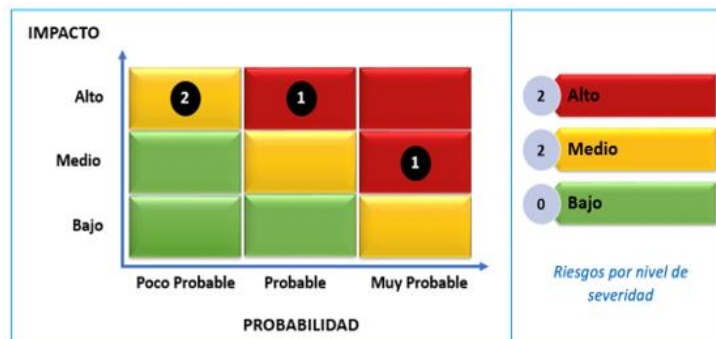 IMPACTO
Alto
2
1
Medio
1
Bajo
Poco Probable
Probable
Muy Probable
PROBABILIDAD
2 Alto
2 Medio
0 Bajo
Riesgos por nivel de
severidad